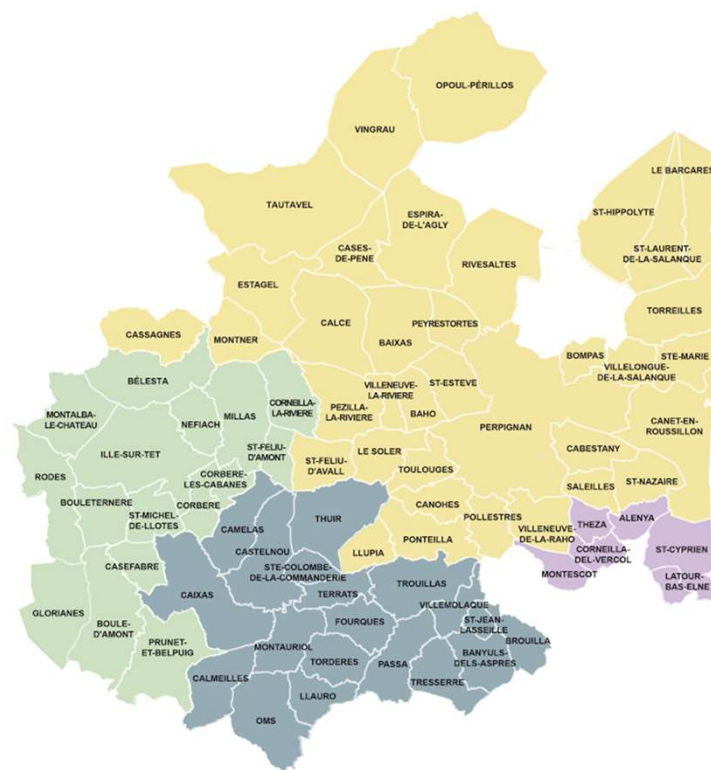 OPOUL-PÉRILLOS
VINGRAU
LE BARCARES
TAUTAVEL
ST-HIPPOLYTE
ESPIRA-
DE-L'AGLY
CASES-
DE-PENE
ST-LAURENT-
DE-LA-SALANQUE
RIVESALTES
ESTAGEL
TORREILLES
CALCE
PEYRESTORTES
CASSAGNES
MONTNER
BAIXAS
BOMPAS
STE-MARIE
VILLELONGUE-
DE-LA-SALANQUE
BÉLESTA
VILLENEUVE-
LA-RIVIERE
ST-ESTEVE
MONTALBA-
LE-CHATEAU
NEFIACH
MILLAS
CORNEILLA-
LA-RIVIERE
PEZILLA-
LA-RIVIERE
BAHO
PERPIGNAN
CANET-EN-
ROUSSILLON
ILLE-SUR-TET
ST-FELIU-
D'AMONT
ST-FELIU-
D'AVALL
LE SOLER
TOULOUGES
CABESTANY
RODES
CORBERE-
LES-CABANES
SALEILLES
ST-NAZAIRE
BOULETERNERE
ST-MICHEL-
DE-LLOTES
CORBERE
CANOHES
POLLESTRES
THUIR
CAMELAS
VILLENEUVE-
DE-LA-RAHO
THEZA
ALENYA
LLUPIA
PONTEILLA
CASTELNOU
CORNEILLA-
DEL-VERCOL
ST-CYPRIEN
CASEFABRE
STE-COLOMBE-
DE-LA-COMMANDERIE
MONTESCOT
LATOUR-
BAS-ELNE
CAIXAS
TERRATS
TROUILLAS
GLORIANES
BOULE-
D'AMONT
VILLEMOLAQUE
FOURQUES
ST-JEAN-
LASSEILLE
PRUNET-
ET-BELPUIG
MONTAURIOL
BROUILLA
TORDERES
PASSA
BANYULS-
DELS-ASPRES
CALMEILLES
TRESSERRE
LLAURO
OMS